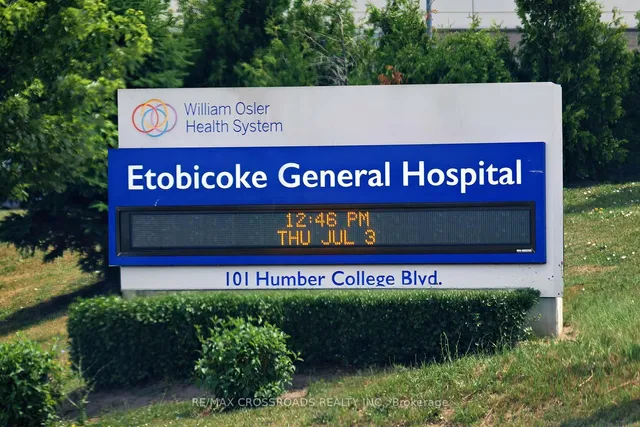 William Osler
Health System
Etobicoke General Hospital
12:46 PM
THU JUL 3
101 Humber College Blvd.
RE/MAX CROSSROADS REALTY INC., Brokerage